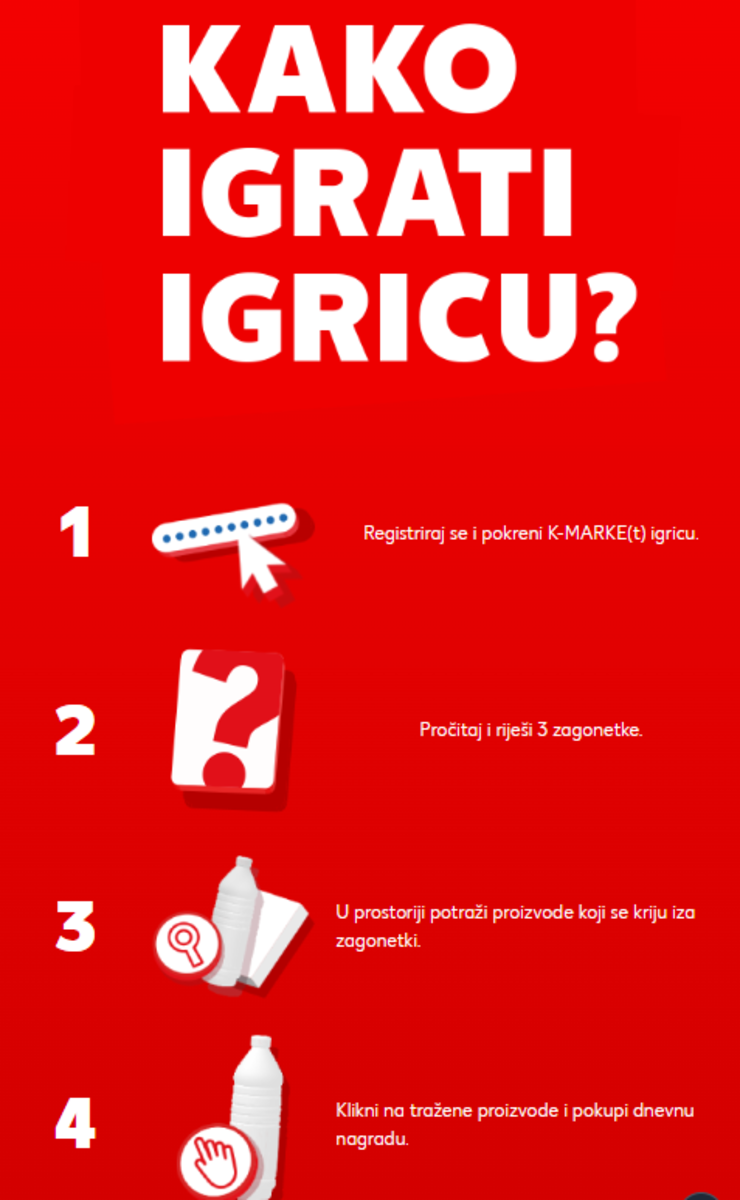 KAKO
IGRATI
IGRICU?
1
Registriraj se i pokreni K-MARKE(t) igricu.
2
Pročitaj i riješi 3 zagonetke.
3
U prostoriji potraži proizvode koji se kriju iza
zagonetki.
4
Klikni na tražene proizvode i pokupi dnevnu
nagradu.